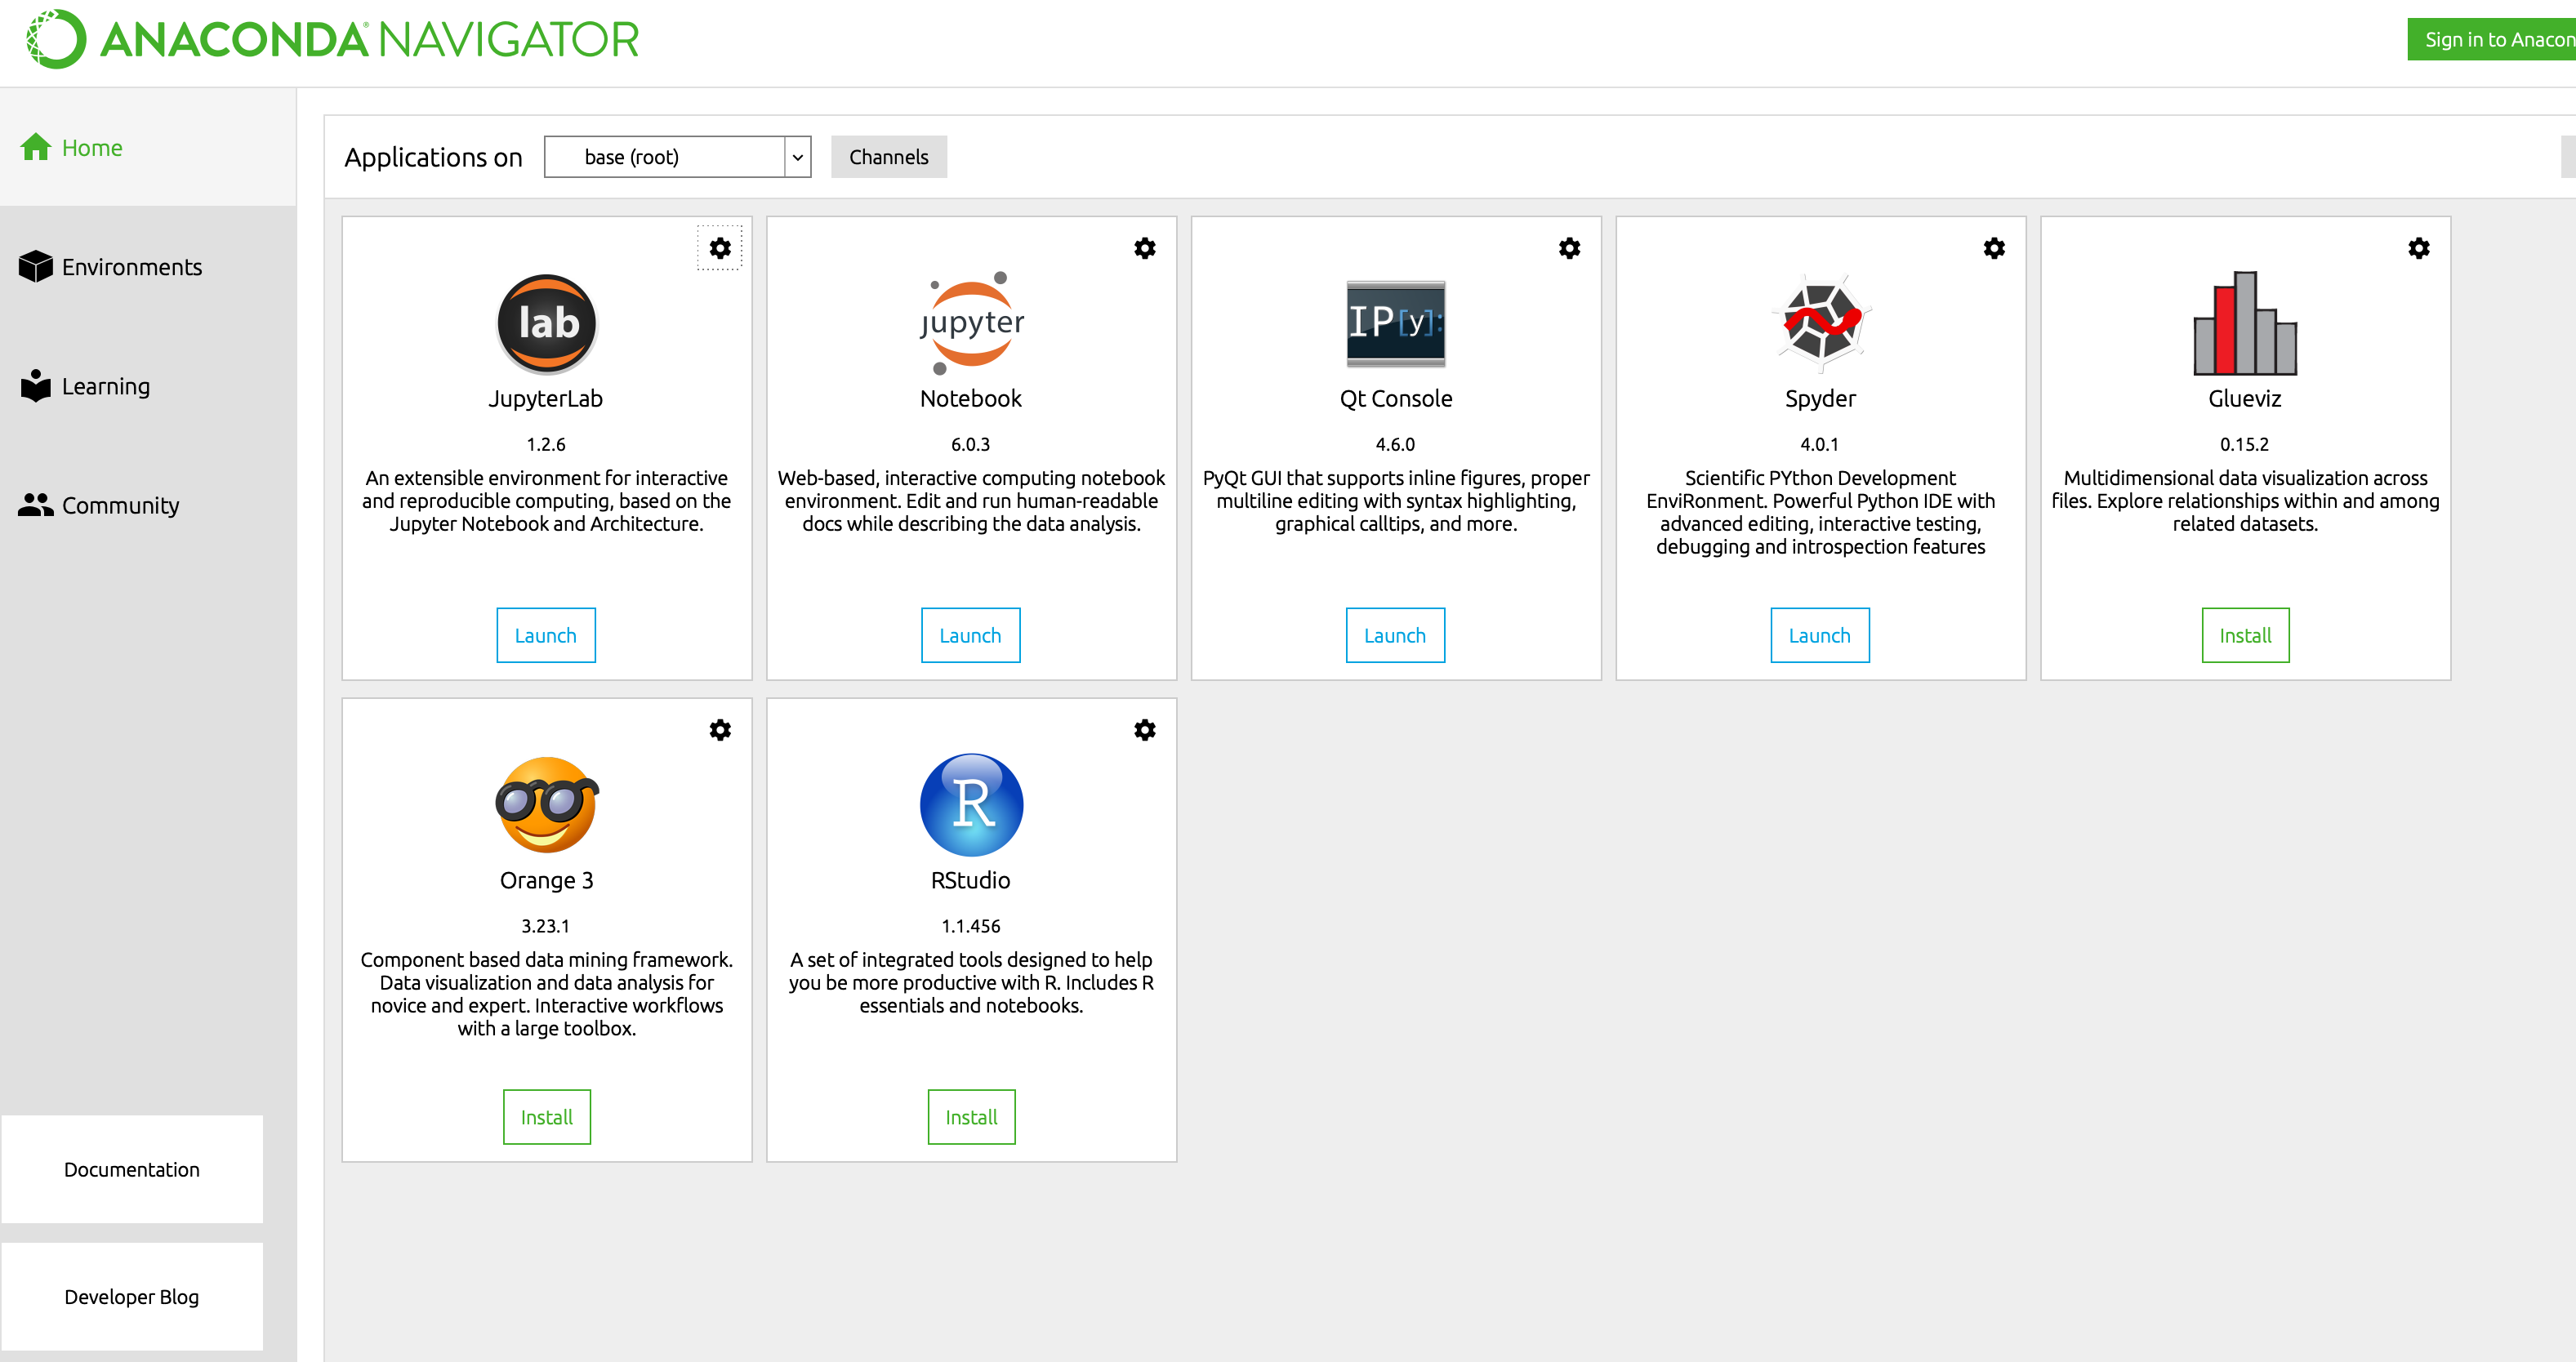 ANACONDA NAVIGATOR
Sign in to Anacon
Home
Environments
Learning
Community
Documentation
Developer Blog
Applications on
base (root)
Channels
lab
JupyterLab
1.2.6
An extensible environment for interactive
and reproducible computing, based on the
Jupyter Notebook and Architecture.
Launch
jupyter
Notebook
6.0.3
Web-based, interactive computing notebook
environment. Edit and run human-readable
docs while describing the data analysis.
Launch
IP[y]:
Qt Console
4.6.0
PyQt GUI that supports inline figures, proper
multiline editing with syntax highlighting,
graphical calltips, and more.
Launch
Spyder
4.0.1
Scientific PYthon Development
EnviRonment. Powerful Python IDE with
advanced editing, interactive testing,
debugging and introspection features
Launch
Glueviz
0.15.2
Multidimensional data visualization across
files. Explore relationships within and among
related datasets.
Install
Orange 3
3.23.1
Component based data mining framework.
Data visualization and data analysis for
novice and expert. Interactive workflows
with a large toolbox.
Install
R
RStudio
1.1.456
A set of integrated tools designed to help
you be more productive with R. Includes R
essentials and notebooks.
Install